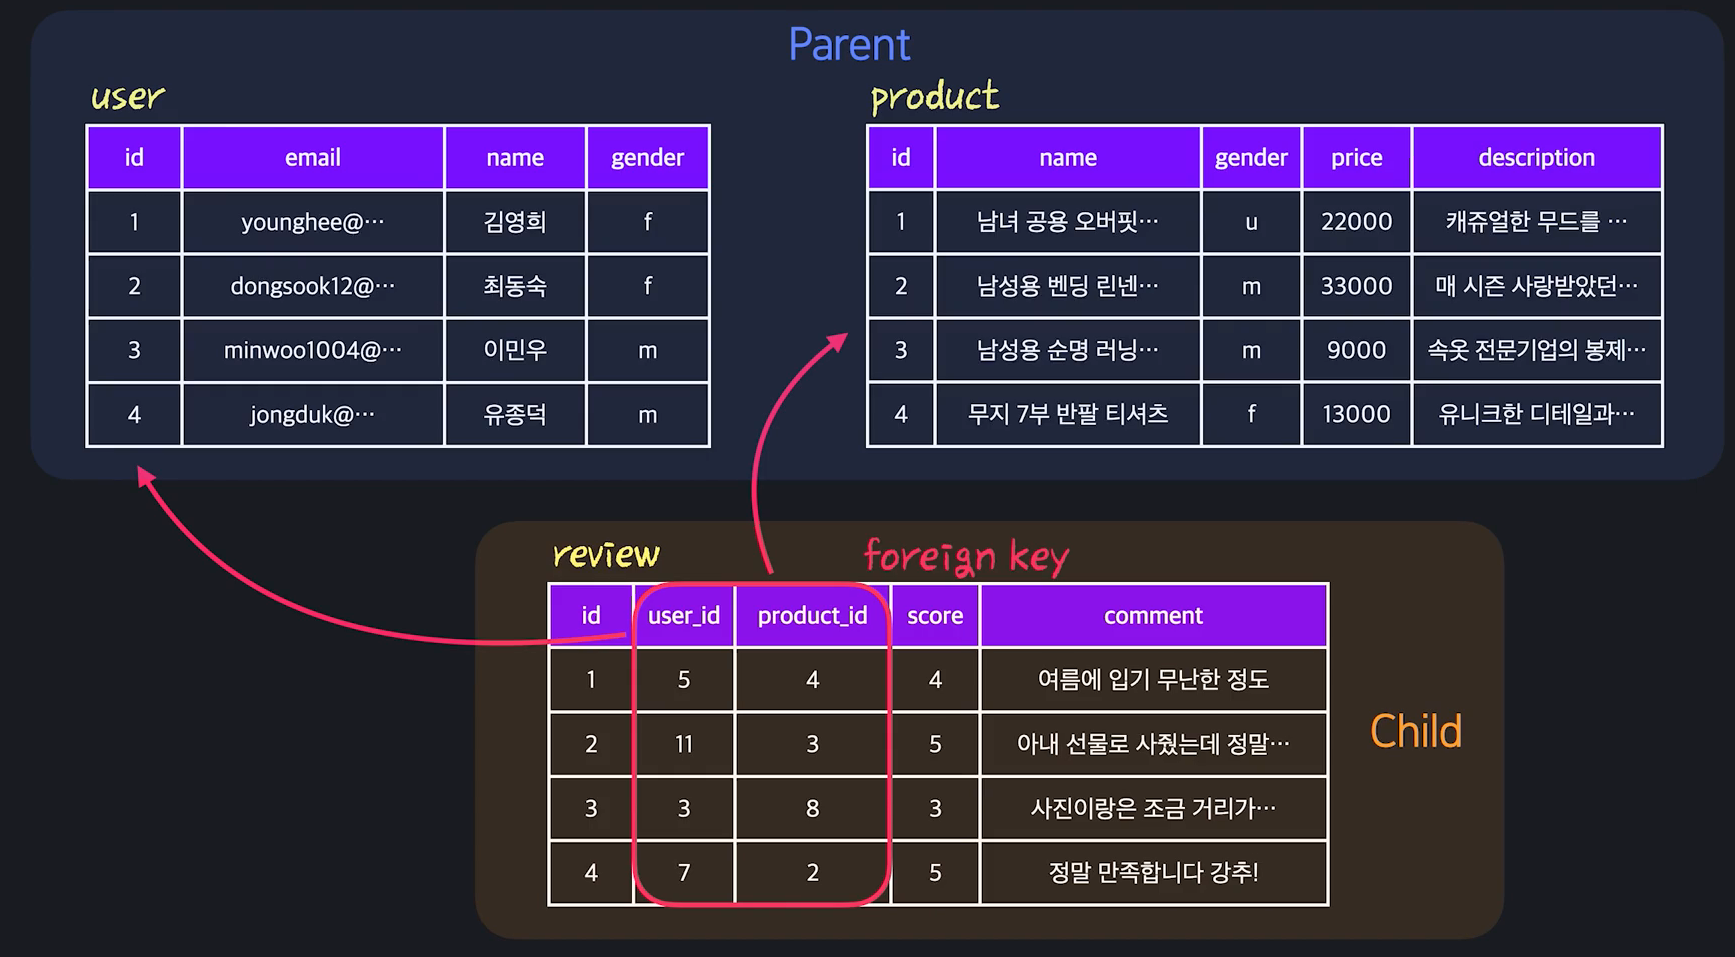 Parent
user
id email name gender
1 younghee@… 김영희 f
2 dongsook12@… 최동숙 f
3 minwoo1004@… 이민우 m
4 jongduk@… 유종덕 m
product
id name gender price description
1 남녀 공용 오버핏… u 22000 캐쥬얼한 무드를 …
2 남성용 벤딩 린넨… m 33000 매 시즌 사랑받았던…
3 남성용 순명 러닝… m 9000 속옷 전문기업의 봉제…
4 무지 7부 반팔 티셔츠 f 13000 유니크한 디테일과…
review
foreign key
id user_id product_id score comment
1 5 4 4 여름에 입기 무난한 정도
2 11 3 5 아내 선물로 사줬는데 정말…
3 3 8 3 사진이랑은 조금 거리가…
4 7 2 5 정말 만족합니다 강추!
Child